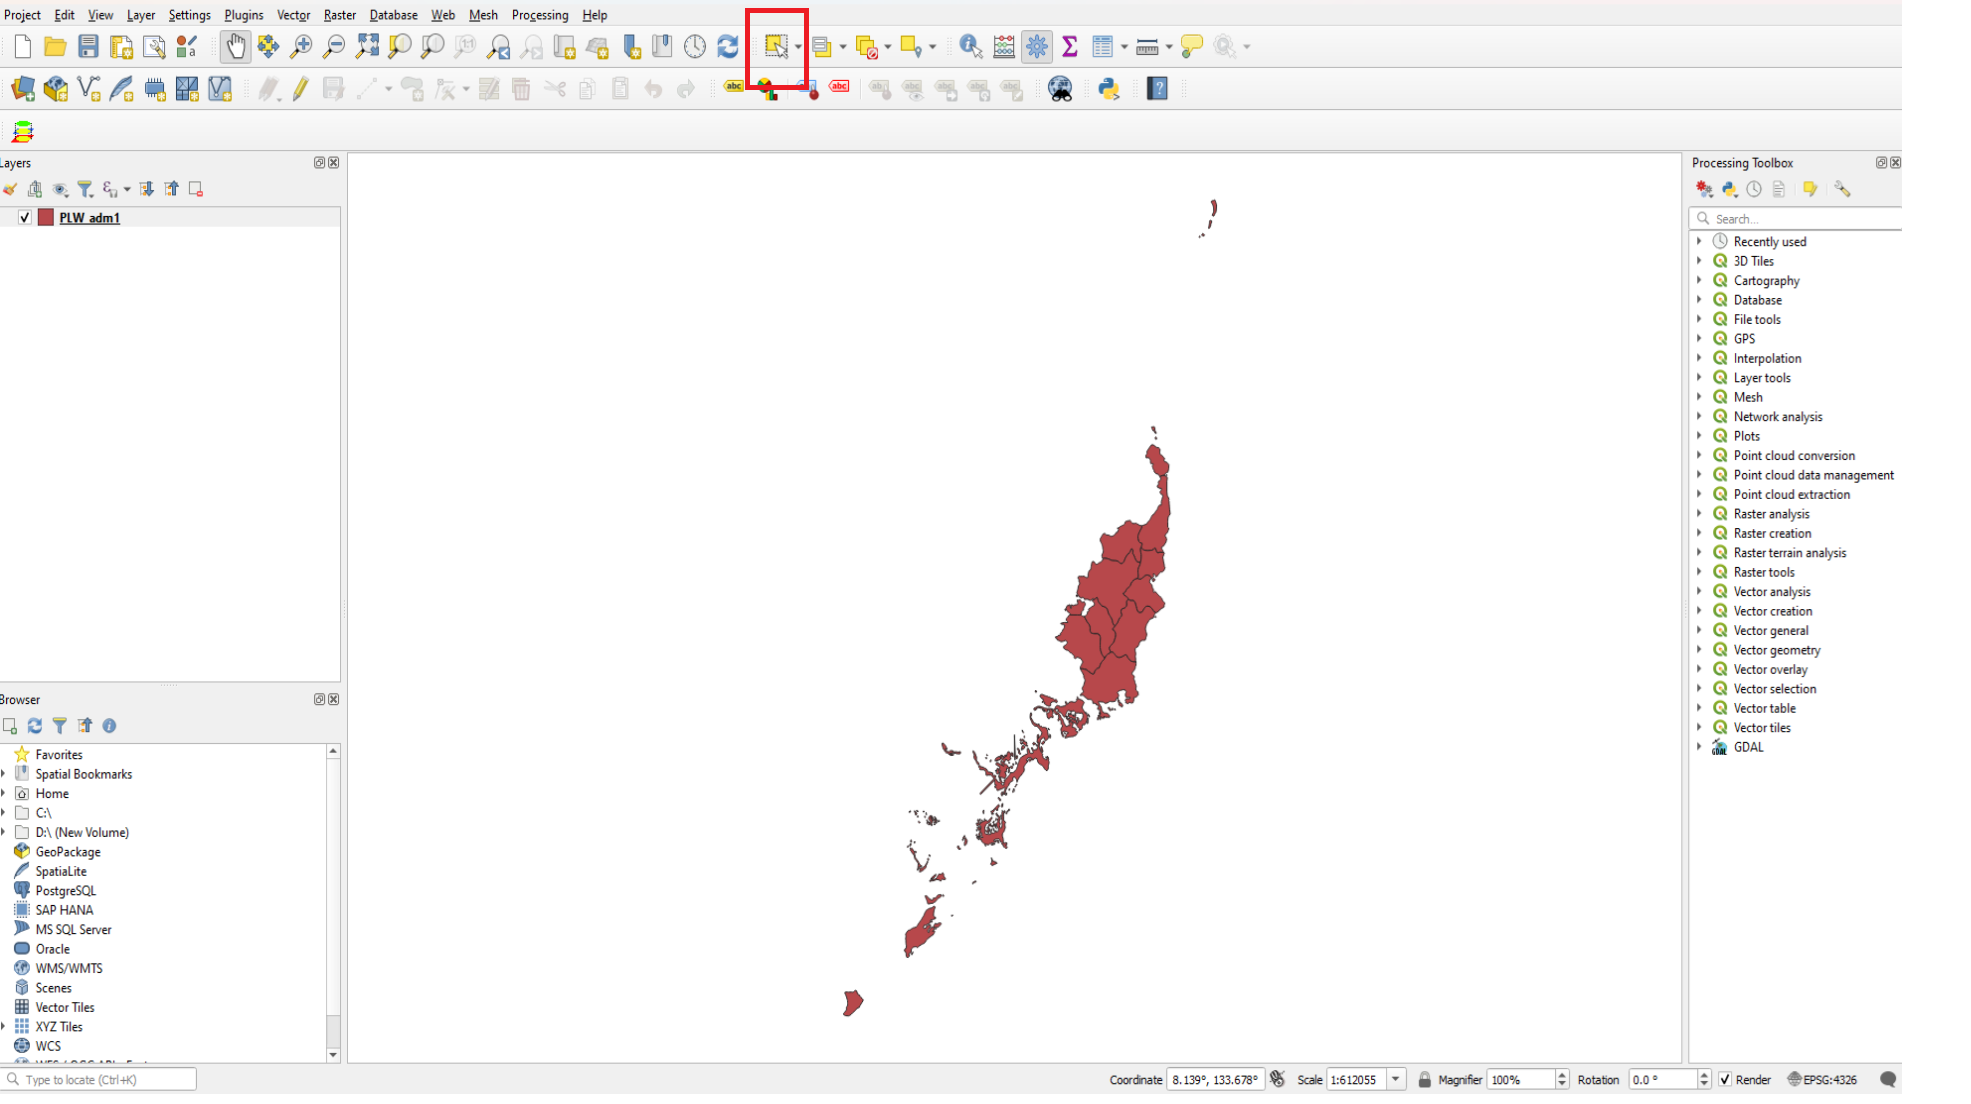 Project Edit View Layer Settings Plugins Vector Raster Database Web Mesh Processing Help
abc abc
Layers
PLW_adm1
Browser
Favorites
Spatial Bookmarks
Home
C:\
D:\ (New Volume)
GeoPackage
SpatiaLite
PostgreSQL
SAP HANA
MS SQL Server
Oracle
WMS/WMTS
Scenes
Vector Tiles
XYZ Tiles
WCS
Processing Toolbox
Search...
Recently used
3D Tiles
Cartography
Database
File tools
GPS
Interpolation
Layer tools
Mesh
Network analysis
Plots
Point cloud conversion
Point cloud data management
Point cloud extraction
Raster analysis
Raster creation
Raster terrain analysis
Raster tools
Vector analysis
Vector creation
Vector general
Vector geometry
Vector overlay
Vector selection
Vector table
Vector tiles
GDAL
Type to locate (Ctrl+K) Coordinate 8.139°, 133.678° Scale 1:612055 Magnifier 100% Rotation 0.0 ° Render EPSG:4326